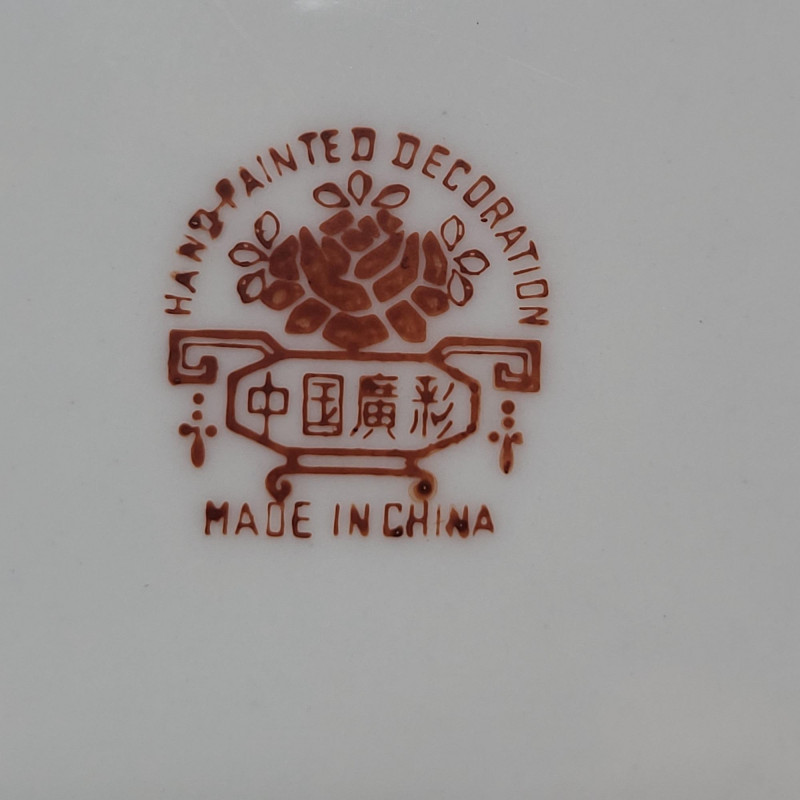 HAND-PAINTED DECORATION
中国廣彩
MADE IN CHINA